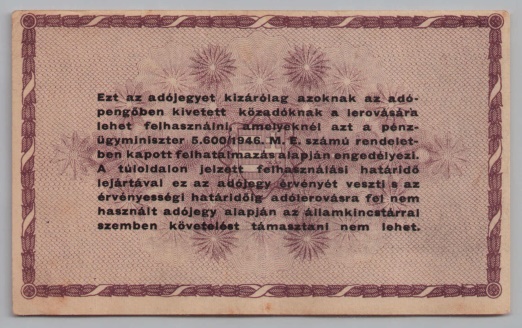 Ezt az adójegyet kizárólag azoknak az adó-
pengőben kivetett közadóknak a lerovására
lehet felhasználni, amelyeknél azt a pénz-
ügyminiszter 5.600/1946. M. E. számú rendelet-
ben kapott felhatalmazás alapján engedélyezi.
A túloldalon jelzett felhasználási határidő
lejártával ez az adójegy érvényét veszti s az
érvényességi határidőig adólerovásra fel nem
használt adójegy alapján az államkincstárral
szemben követelést támasztani nem lehet.